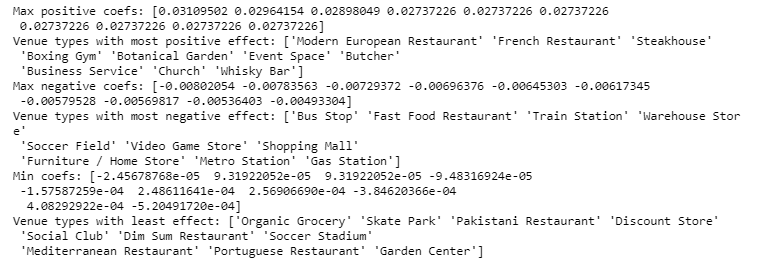 Max positive coefs: [0.03109502 0.02964154 0.02898049 0.02737226 0.02737226 0.02737226
0.02737226 0.02737226 0.02737226 0.02737226]
Venue types with most positive effect: ['Modern European Restaurant' 'French Restaurant' 'Steakhouse'
'Boxing Gym' 'Botanical Garden' 'Event Space' 'Butcher'
'Business Service' 'Church' 'Whisky Bar']
Max negative coefs: [-0.00802054 -0.00783563 -0.00729372 -0.00696376 -0.00645303 -0.00617345
-0.00579528 -0.00569817 -0.00536403 -0.00493304]
Venue types with most negative effect: ['Bus Stop' 'Fast Food Restaurant' 'Train Station' 'Warehouse Stor
e'
'Soccer Field' 'Video Game Store' 'Shopping Mall'
'Furniture / Home Store' 'Metro Station' 'Gas Station']
Min coefs: [-2.45678768e-05 9.31922052e-05 9.31922052e-05 -9.48316924e-05
-1.57587259e-04 2.48611641e-04 2.56906690e-04 -3.84620366e-04
4.08292922e-04 -5.20491720e-04]
Venue types with least effect: ['Organic Grocery' 'Skate Park' 'Pakistani Restaurant' 'Discount Store'
'Social Club' 'Dim Sum Restaurant' 'Soccer Stadium'
'Mediterranean Restaurant' 'Portuguese Restaurant' 'Garden Center']